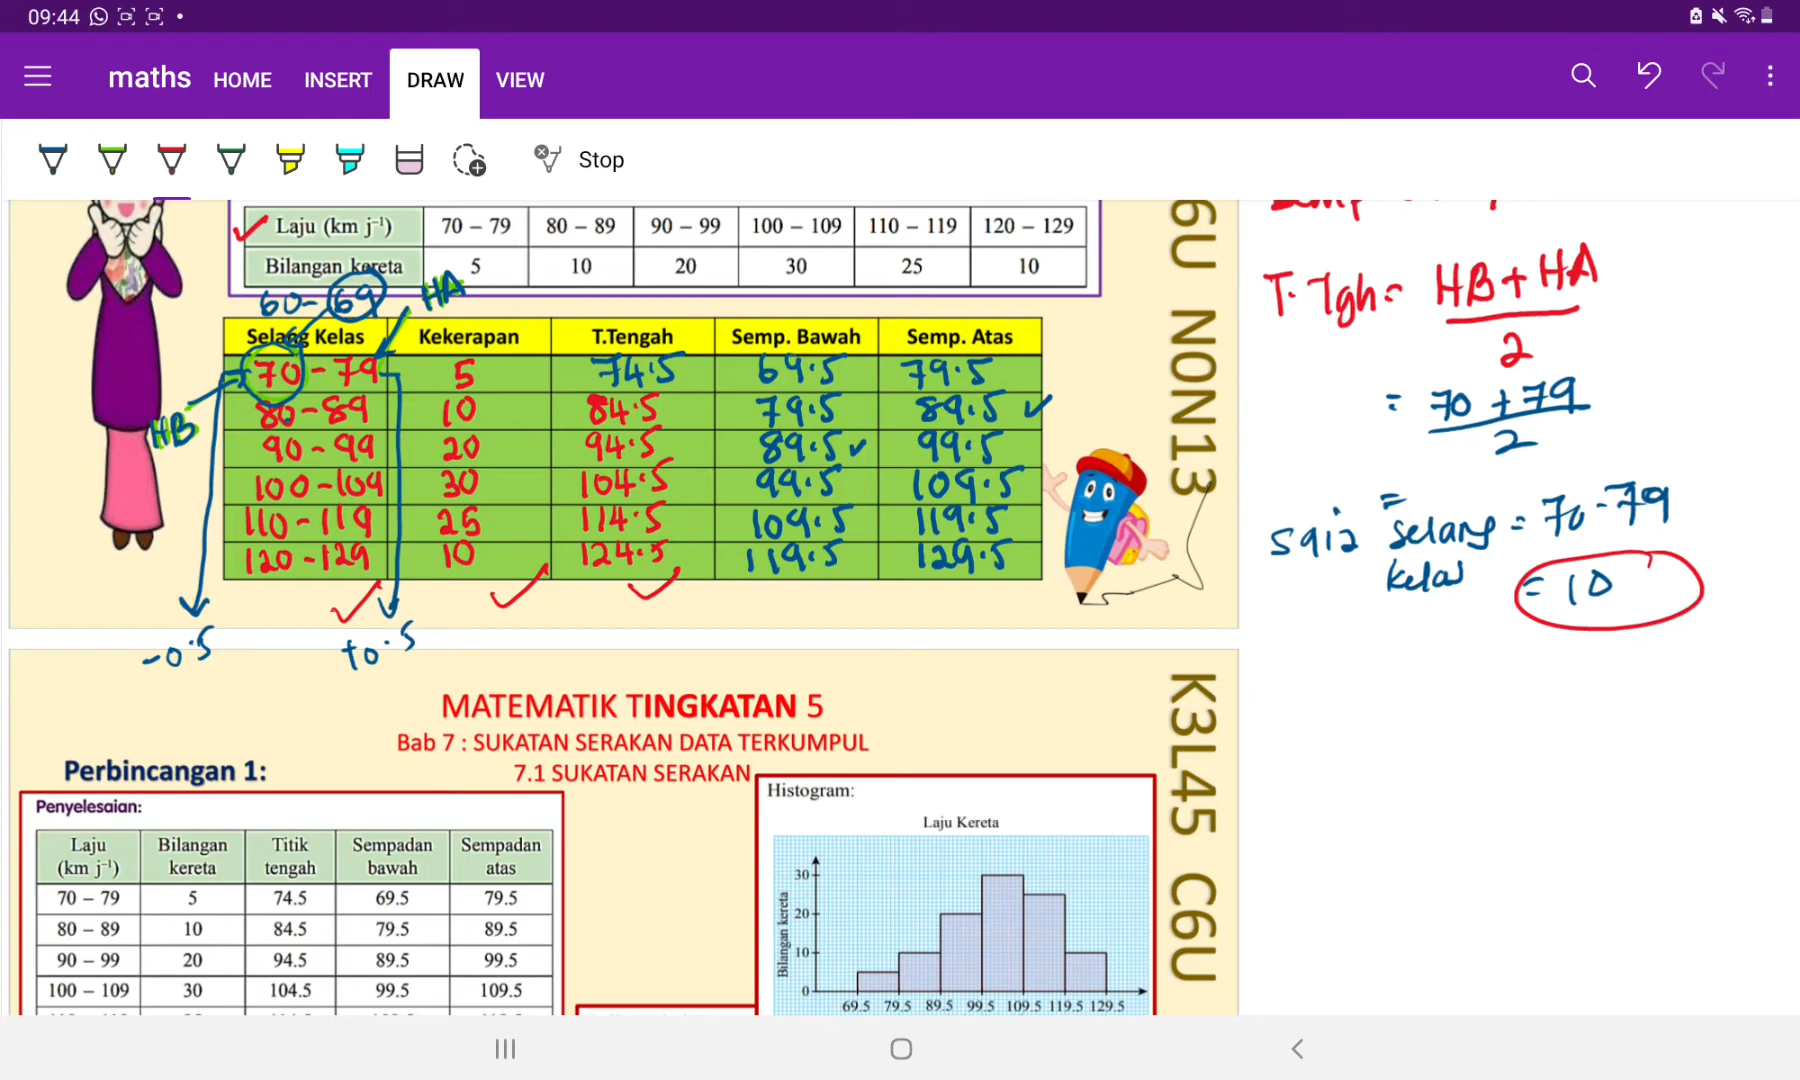 09:44
maths HOME INSERT DRAW VIEW
Stop
Laju (km j⁻¹) 70 – 79 80 – 89 90 – 99 100 – 109 110 – 119 120 – 129
Bilangan kereta 5 10 20 30 25 10
60-69 HA
Selang Kelas Kekerapan T.Tengah Semp. Bawah Semp. Atas
70-79 5 74.5 69.5 79.5
80-89 10 84.5 79.5 89.5
HB
90-99 20 94.5 89.5 99.5
100-109 30 104.5 99.5 109.5
110-119 25 114.5 109.5 119.5
120-129 10 124.5 119.5 129.5
-0.5 +0.5
T.Tgh = HB+HA
2
= 70+79
2
=
saiz selang = 70-79
kelas = 10
6U N0N13
MATEMATIK TINGKATAN 5
Bab 7 : SUKATAN SERAKAN DATA TERKUMPUL
7.1 SUKATAN SERAKAN
Perbincangan 1:
Penyelesaian:
Laju Bilangan Titik Sempadan Sempadan
(km j⁻¹) kereta tengah bawah atas
70 – 79 5 74.5 69.5 79.5
80 – 89 10 84.5 79.5 89.5
90 – 99 20 94.5 89.5 99.5
100 – 109 30 104.5 99.5 109.5
Histogram:
Laju Kereta
Bilangan kereta
30
20
10
0
69.5 79.5 89.5 99.5 109.5 119.5 129.5
K3L45 C6U